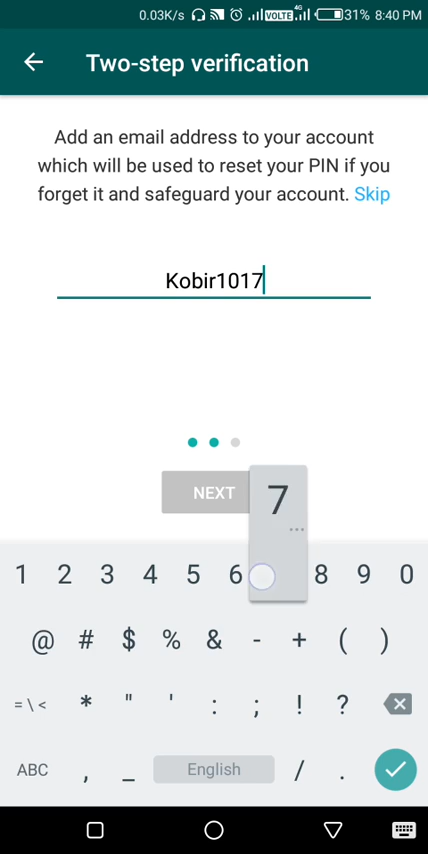 0.03K/s VOLTE 4G 31% 8:40 PM
Two-step verification
Add an email address to your account
which will be used to reset your PIN if you
forget it and safeguard your account. Skip
Kobir1017
NEXT
7
...
1 2 3 4 5 6 8 9 0
@ # $ % & - + ( )
= \ < * " ' : ; ! ?
ABC , _ English / .